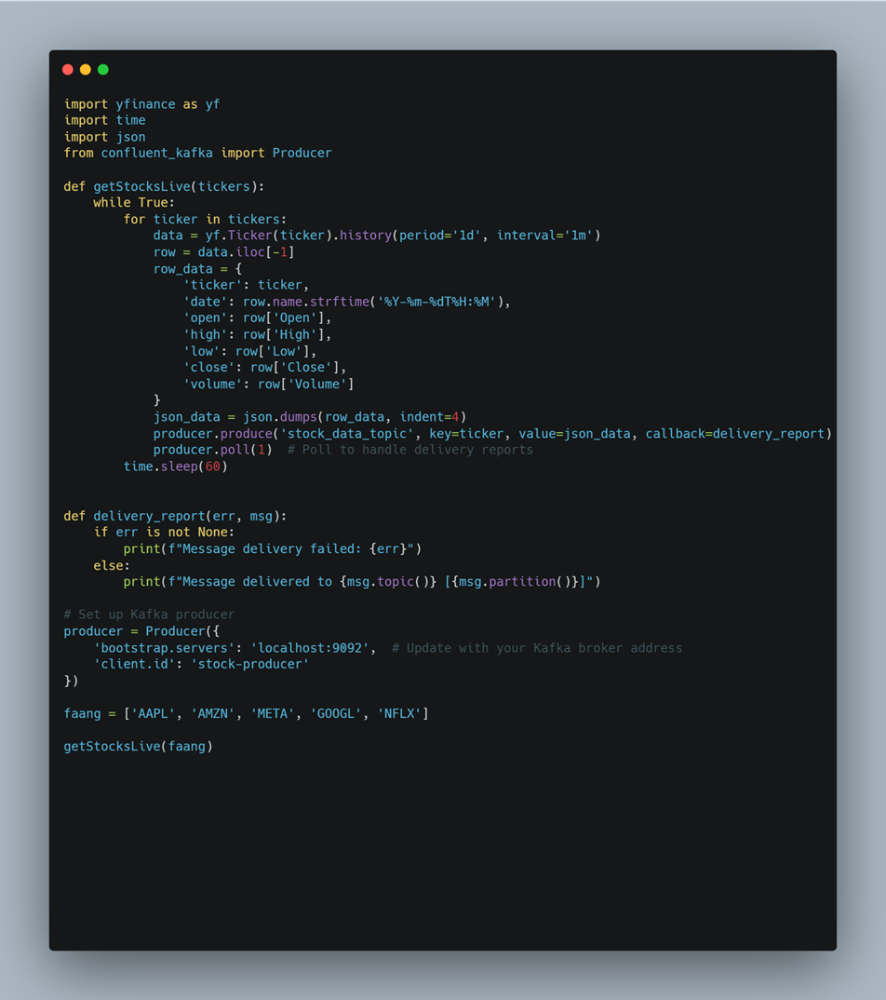 import yfinance as yf
import time
import json
from confluent_kafka import Producer

def getStocksLive(tickers):
    while True:
        for ticker in tickers:
            data = yf.Ticker(ticker).history(period='1d', interval='1m')
            row = data.iloc[-1]
            row_data = {
                'ticker': ticker,
                'date': row.name.strftime('%Y-%m-%dT%H:%M'),
                'open': row['Open'],
                'high': row['High'],
                'low': row['Low'],
                'close': row['Close'],
                'volume': row['Volume']
            }
            json_data = json.dumps(row_data, indent=4)
            producer.produce('stock_data_topic', key=ticker, value=json_data, callback=delivery_report)
            producer.poll(1)  # Poll to handle delivery reports
        time.sleep(60)


def delivery_report(err, msg):
    if err is not None:
        print(f"Message delivery failed: {err}")
    else:
        print(f"Message delivered to {msg.topic()} [{msg.partition()}]")

# Set up Kafka producer
producer = Producer({
    'bootstrap.servers': 'localhost:9092',  # Update with your Kafka broker address
    'client.id': 'stock-producer'
})

faang = ['AAPL', 'AMZN', 'META', 'GOOGL', 'NFLX']

getStocksLive(faang)